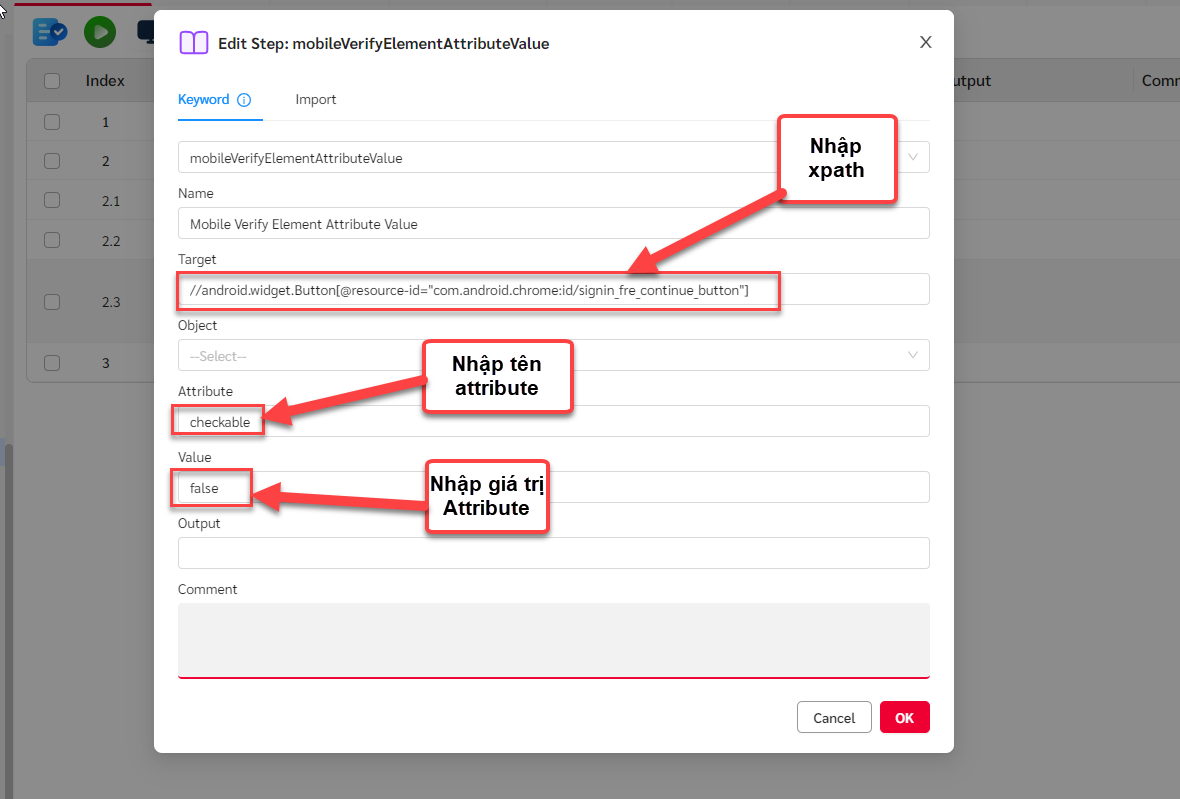 Edit Step: mobileVerifyElementAttributeValue
X
Keyword
Import
Index
utput
Comm
1
2
2.1
2.2
2.3
3
mobileVerifyElementAttributeValue
Nhập
xpath
Name
Mobile Verify Element Attribute Value
Target
//android.widget.Button[@resource-id="com.android.chrome:id/signin_fre_continue_button"]
Object
--Select--
Nhập tên
attribute
Attribute
checkable
Value
false
Nhập giá trị
Attribute
Output
Comment
Cancel
OK